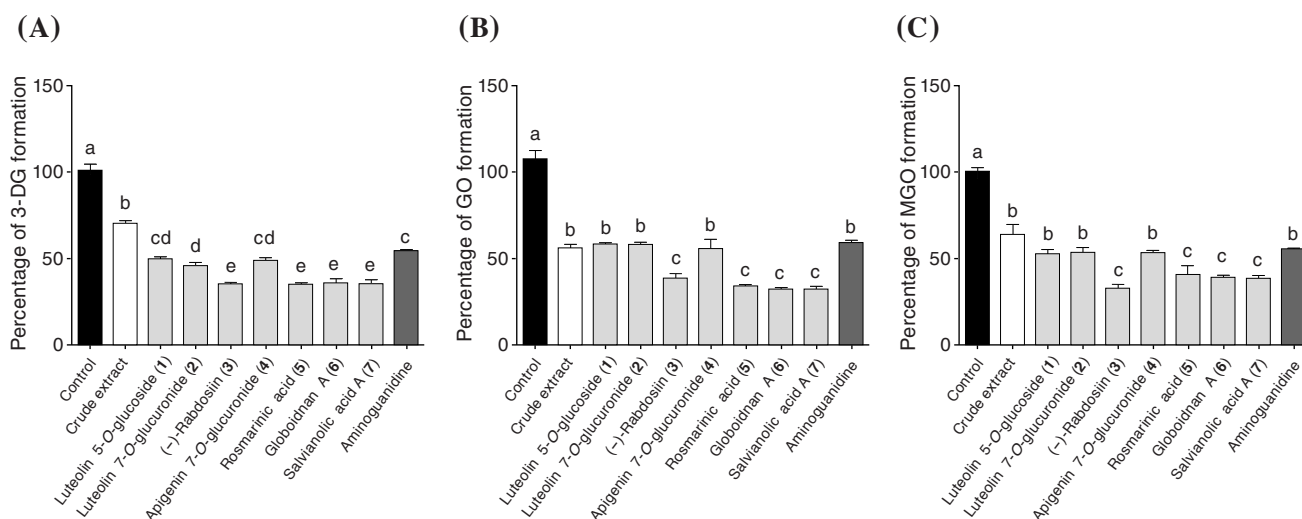 (A)
Percentage of 3-DG formation
150
100
50
0
a
b
cd
d
e
cd
e
e
e
c
Control
Crude extract
Luteolin 5-O-glucoside (1)
Luteolin 7-O-glucuronide (2)
(−)-Rabdosiin (3)
Apigenin 7-O-glucuronide (4)
Rosmarinic acid (5)
Globoidnan A (6)
Salvianolic acid A (7)
Aminoguanidine
(B)
Percentage of GO formation
150
100
50
0
a
b
b
b
c
b
c
c
c
b
Control
Crude extract
Luteolin 5-O-glucoside (1)
Luteolin 7-O-glucuronide (2)
(−)-Rabdosiin (3)
Apigenin 7-O-glucuronide (4)
Rosmarinic acid (5)
Globoidnan A (6)
Salvianolic acid A (7)
Aminoguanidine
(C)
Percentage of MGO formation
150
100
50
0
a
b
b
b
c
b
c
c
c
b
Control
Crude extract
Luteolin 5-O-glucoside (1)
Luteolin 7-O-glucuronide (2)
(−)-Rabdosiin (3)
Apigenin 7-O-glucuronide (4)
Rosmarinic acid (5)
Globoidnan A (6)
Salvianolic acid A (7)
Aminoguanidine